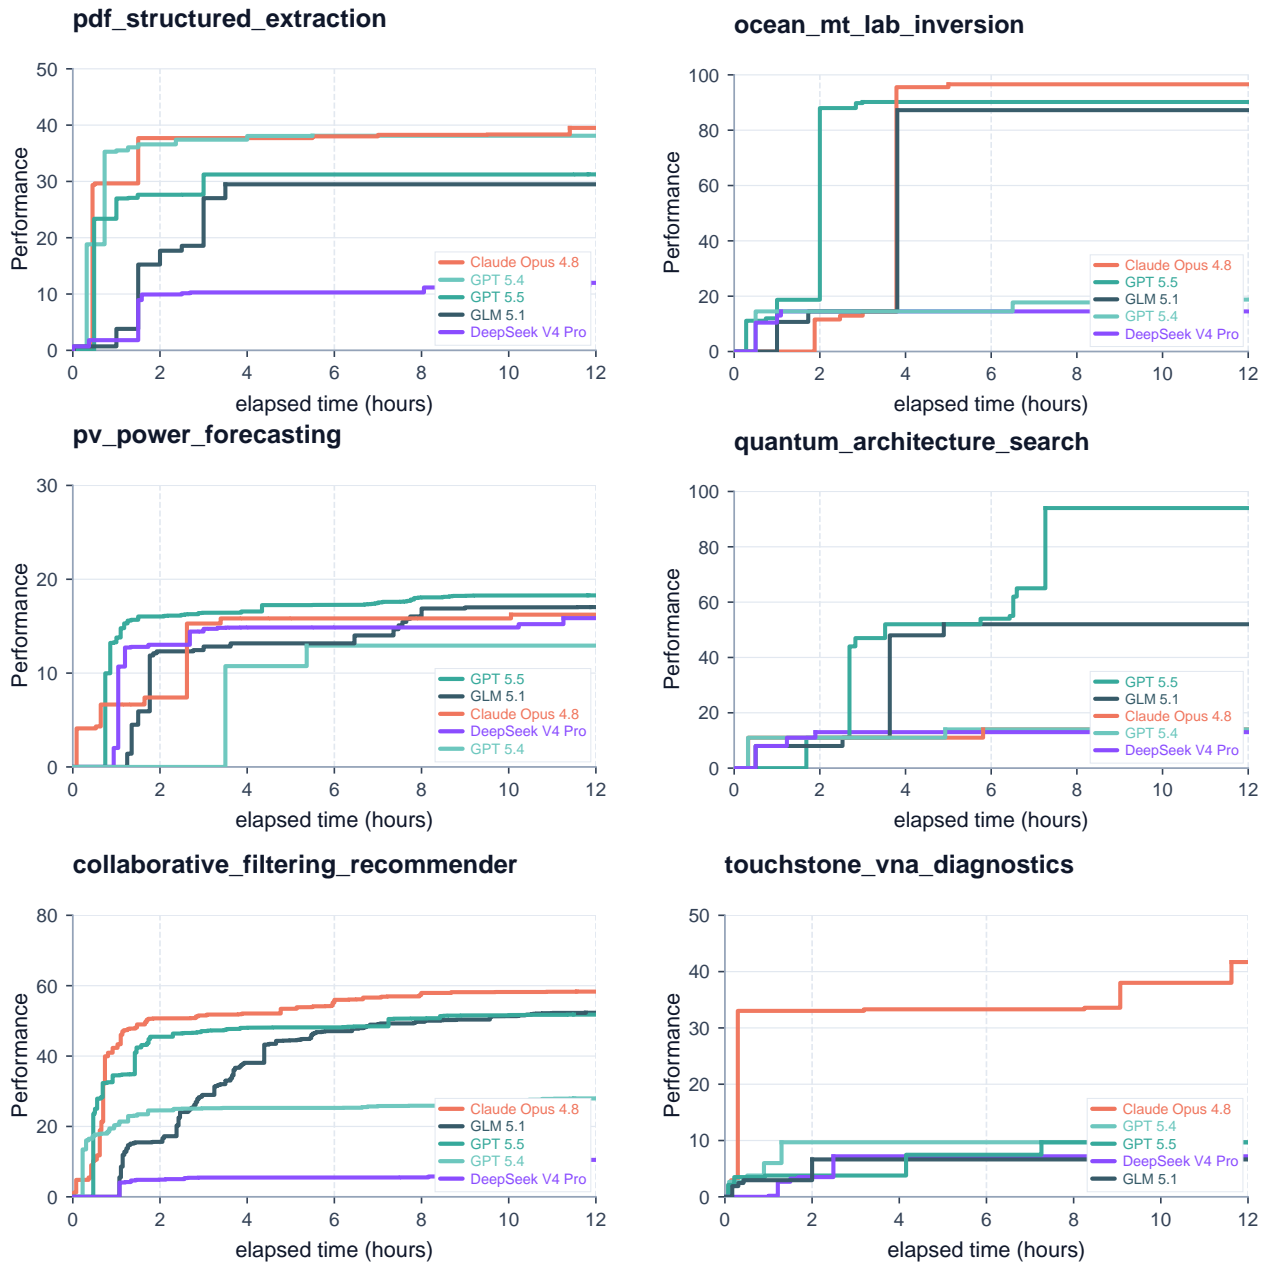 pdf_structured_extraction
50
40
30
20
10
0
Performance
Claude Opus 4.8
GPT 5.4
GPT 5.5
GLM 5.1
DeepSeek V4 Pro
0 2 4 6 8 10 12
elapsed time (hours)
ocean_mt_lab_inversion
100
80
60
40
20
0
Performance
Claude Opus 4.8
GPT 5.5
GLM 5.1
GPT 5.4
DeepSeek V4 Pro
0 2 4 6 8 10 12
elapsed time (hours)
pv_power_forecasting
30
20
10
0
Performance
GPT 5.5
GLM 5.1
Claude Opus 4.8
DeepSeek V4 Pro
GPT 5.4
0 2 4 6 8 10 12
elapsed time (hours)
quantum_architecture_search
100
80
60
40
20
0
Performance
GPT 5.5
GLM 5.1
Claude Opus 4.8
GPT 5.4
DeepSeek V4 Pro
0 2 4 6 8 10 12
elapsed time (hours)
collaborative_filtering_recommender
80
60
40
20
0
Performance
Claude Opus 4.8
GLM 5.1
GPT 5.5
GPT 5.4
DeepSeek V4 Pro
0 2 4 6 8 10 12
elapsed time (hours)
touchstone_vna_diagnostics
50
40
30
20
10
0
Performance
Claude Opus 4.8
GPT 5.4
GPT 5.5
DeepSeek V4 Pro
GLM 5.1
0 2 4 6 8 10 12
elapsed time (hours)